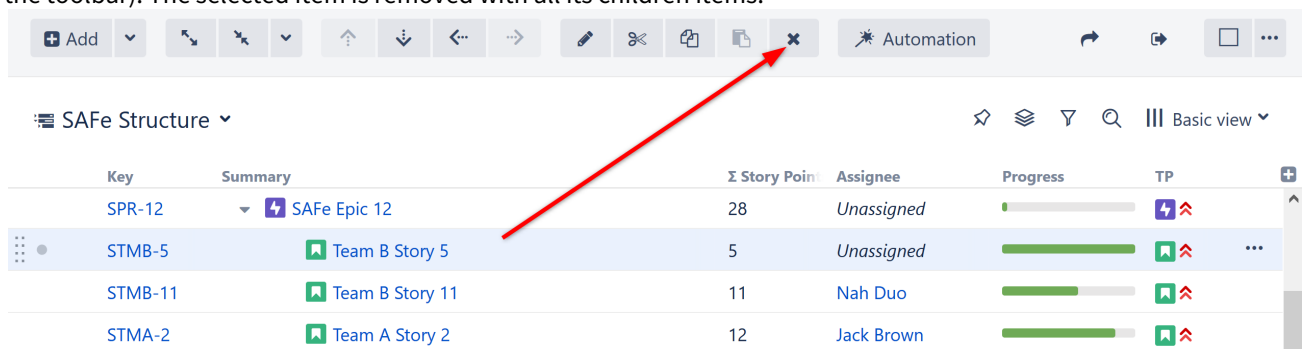 the toolbar). The selected item is removed with all its children items.
Add
Automation
SAFe Structure
Basic view
Key Summary Σ Story Point Assignee Progress TP
SPR-12 SAFe Epic 12 28 Unassigned
STMB-5 Team B Story 5 5 Unassigned
STMB-11 Team B Story 11 11 Nah Duo
STMA-2 Team A Story 2 12 Jack Brown